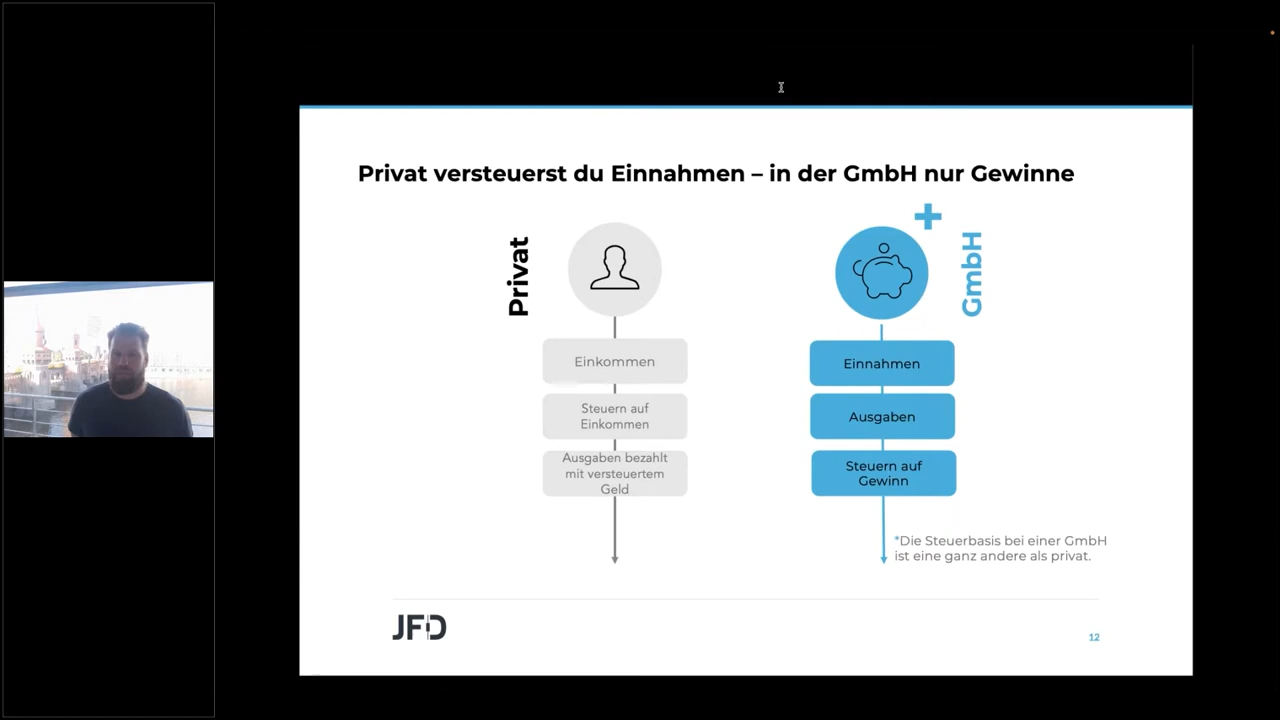 Privat versteuerst du Einnahmen – in der GmbH nur Gewinne
Privat
Einkommen
Steuern auf
Einkommen
Ausgaben bezahlt
mit versteuertem
Geld
GmbH
Einnahmen
Ausgaben
Steuern auf
Gewinn
*Die Steuerbasis bei einer GmbH
ist eine ganz andere als privat.
JFD
12